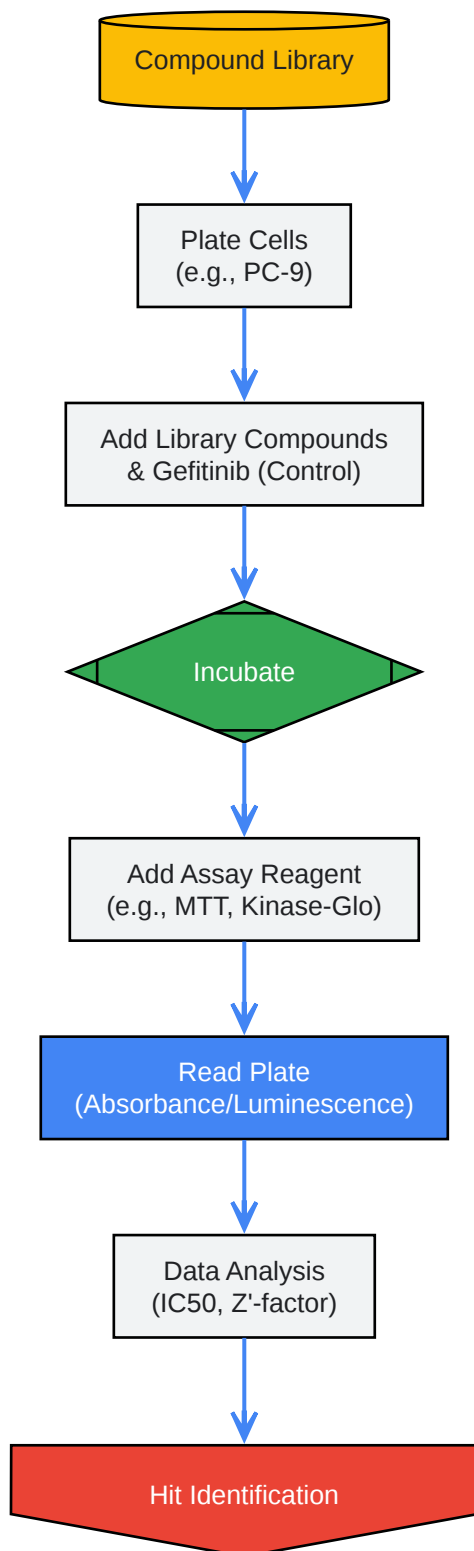 Compound Library
Plate Cells
(e.g., PC-9)
Add Library Compounds
& Gefitinib (Control)
Incubate
Add Assay Reagent
(e.g., MTT, Kinase-Glo)
Read Plate
(Absorbance/Luminescence)
Data Analysis
(IC50, Z'-factor)
Hit Identification